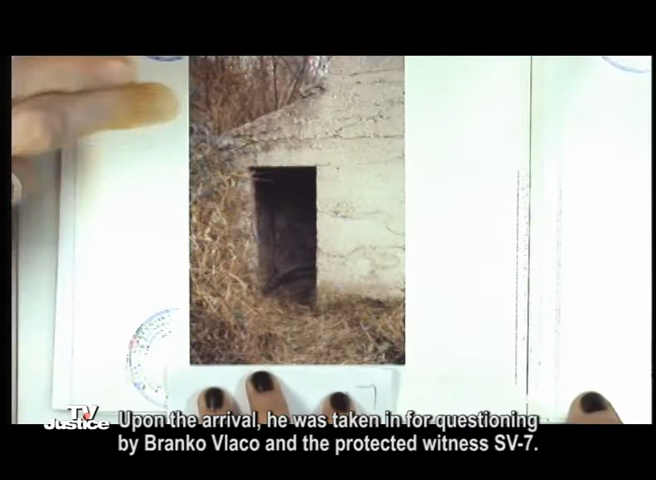 TV
Justice
Upon the arrival, he was taken in for questioning
by Branko Vlaco and the protected witness SV-7.